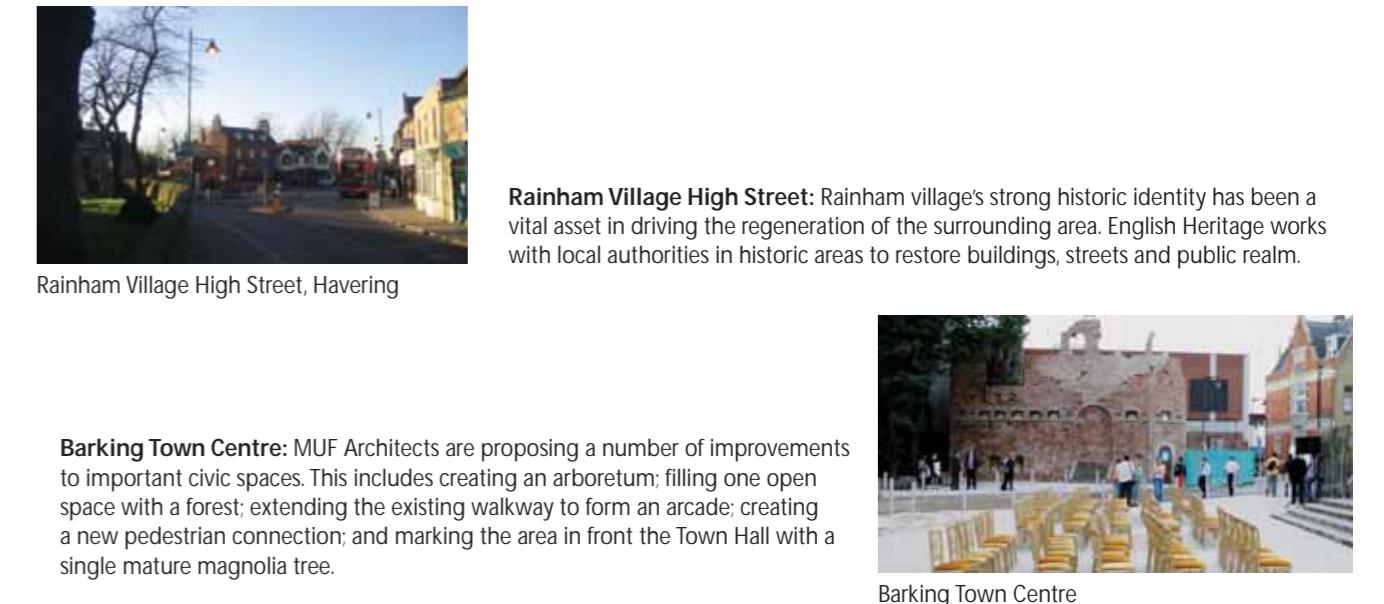 Rainham Village High Street: Rainham village's strong historic identity has been a
vital asset in driving the regeneration of the surrounding area. English Heritage works
with local authorities in historic areas to restore buildings, streets and public realm.
Rainham Village High Street, Havering
Barking Town Centre: MUF Architects are proposing a number of improvements
to important civic spaces. This includes creating an arboretum; filling one open
space with a forest; extending the existing walkway to form an arcade; creating
a new pedestrian connection; and marking the area in front the Town Hall with a
single mature magnolia tree.
Barking Town Centre